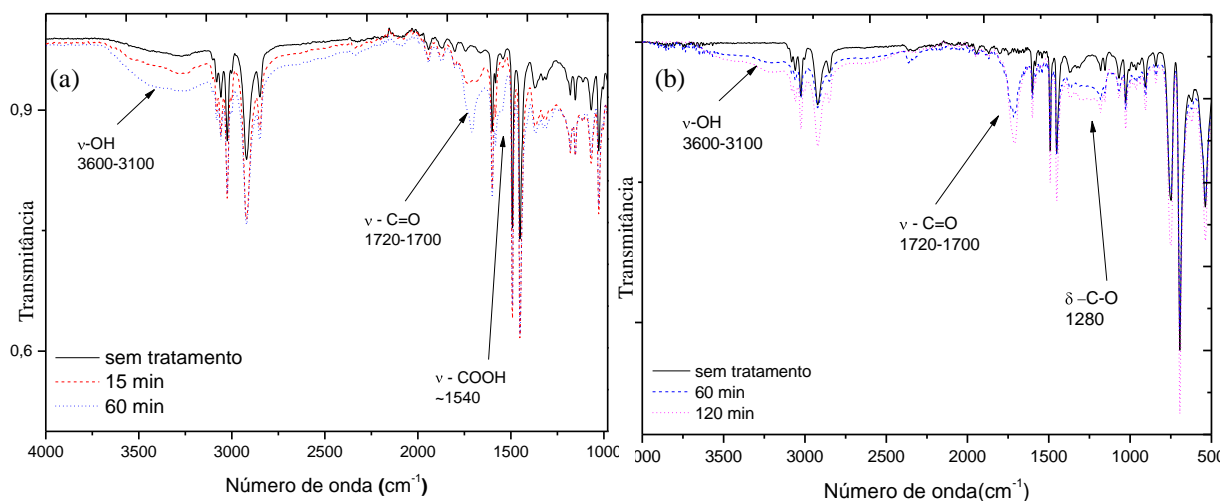 (a)
0,9
0,6
Transmitância
ν-OH
3600-3100
ν - C=O
1720-1700
ν - COOH
~1540
sem tratamento
15 min
60 min
4000 3500 3000 2500 2000 1500 1000
Número de onda (cm⁻¹)
(b)
Transmitância
ν-OH
3600-3100
ν - C=O
1720-1700
δ –C-O
1280
sem tratamento
60 min
120 min
000 3500 3000 2500 2000 1500 1000 500
Número de onda(cm⁻¹)